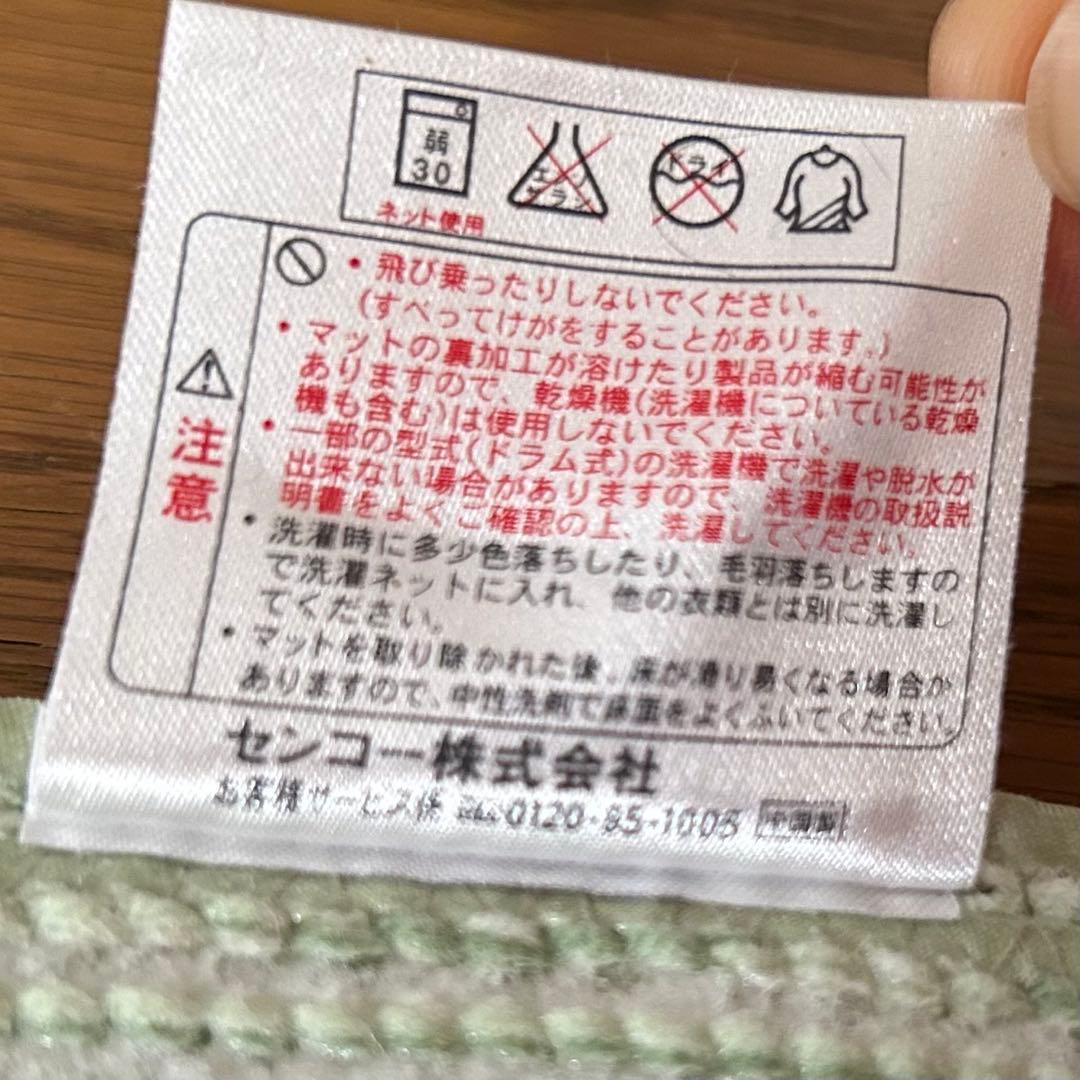 弱
30
ネット使用
エンソ
サラシ
ドライ
注意
・飛び乗ったりしないでください。
(すべってけがをすることがあります。)
・マットの裏加工が溶けたり製品が縮む可能性が
ありますので、乾燥機(洗濯機についている乾燥
機も含む)は使用しないでください。
・一部の型式(ドラム式)の洗濯機で洗濯や脱水が
出来ない場合がありますので、洗濯機の取扱説
明書をよくご確認の上、洗濯してください。
・洗濯時に多少色落ちしたり、毛羽落ちしますの
で洗濯ネットに入れ、他の衣類とは別に洗濯し
てください。
・マットを取り除かれた後、床が滑り易くなる場合が
ありますので、中性洗剤で床面をよくふいてください。
センコー株式会社
お客様サービス係 0120-85-1005 中国製